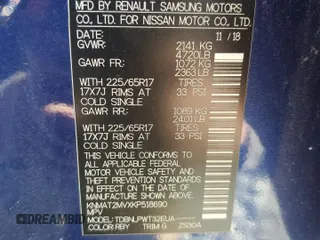 MFD BY RENAULT SAMSUNG MOTORS
CO. LTD. FOR NISSAN MOTOR CO. LTD.
DATE: 11 / 18
GVWR: 2141 KG
4720LB
GAWR FR: 1072 KG
2363LB
WITH 225/65R17 TIRES
17X7J RIMS AT 33 PSI
COLD SINGLE
GAWR RR: 1089 KG
2401LB
WITH 225/65R17 TIRES
17X7J RIMS AT 33 PSI
COLD SINGLE
THIS VEHICLE CONFORMS TO
ALL APPLICABLE FEDERAL
MOTOR VEHICLE SAFETY AND
THEFT PREVENTION
STANDARDS IN EFFECT ON
THE DATE OF MANUFACTURE
SHOWN ABOVE.
KNMAT2MVXKP518690
MPV
MODEL: TDBNLPWT32EUA
COLOR:RBY TRIM:G